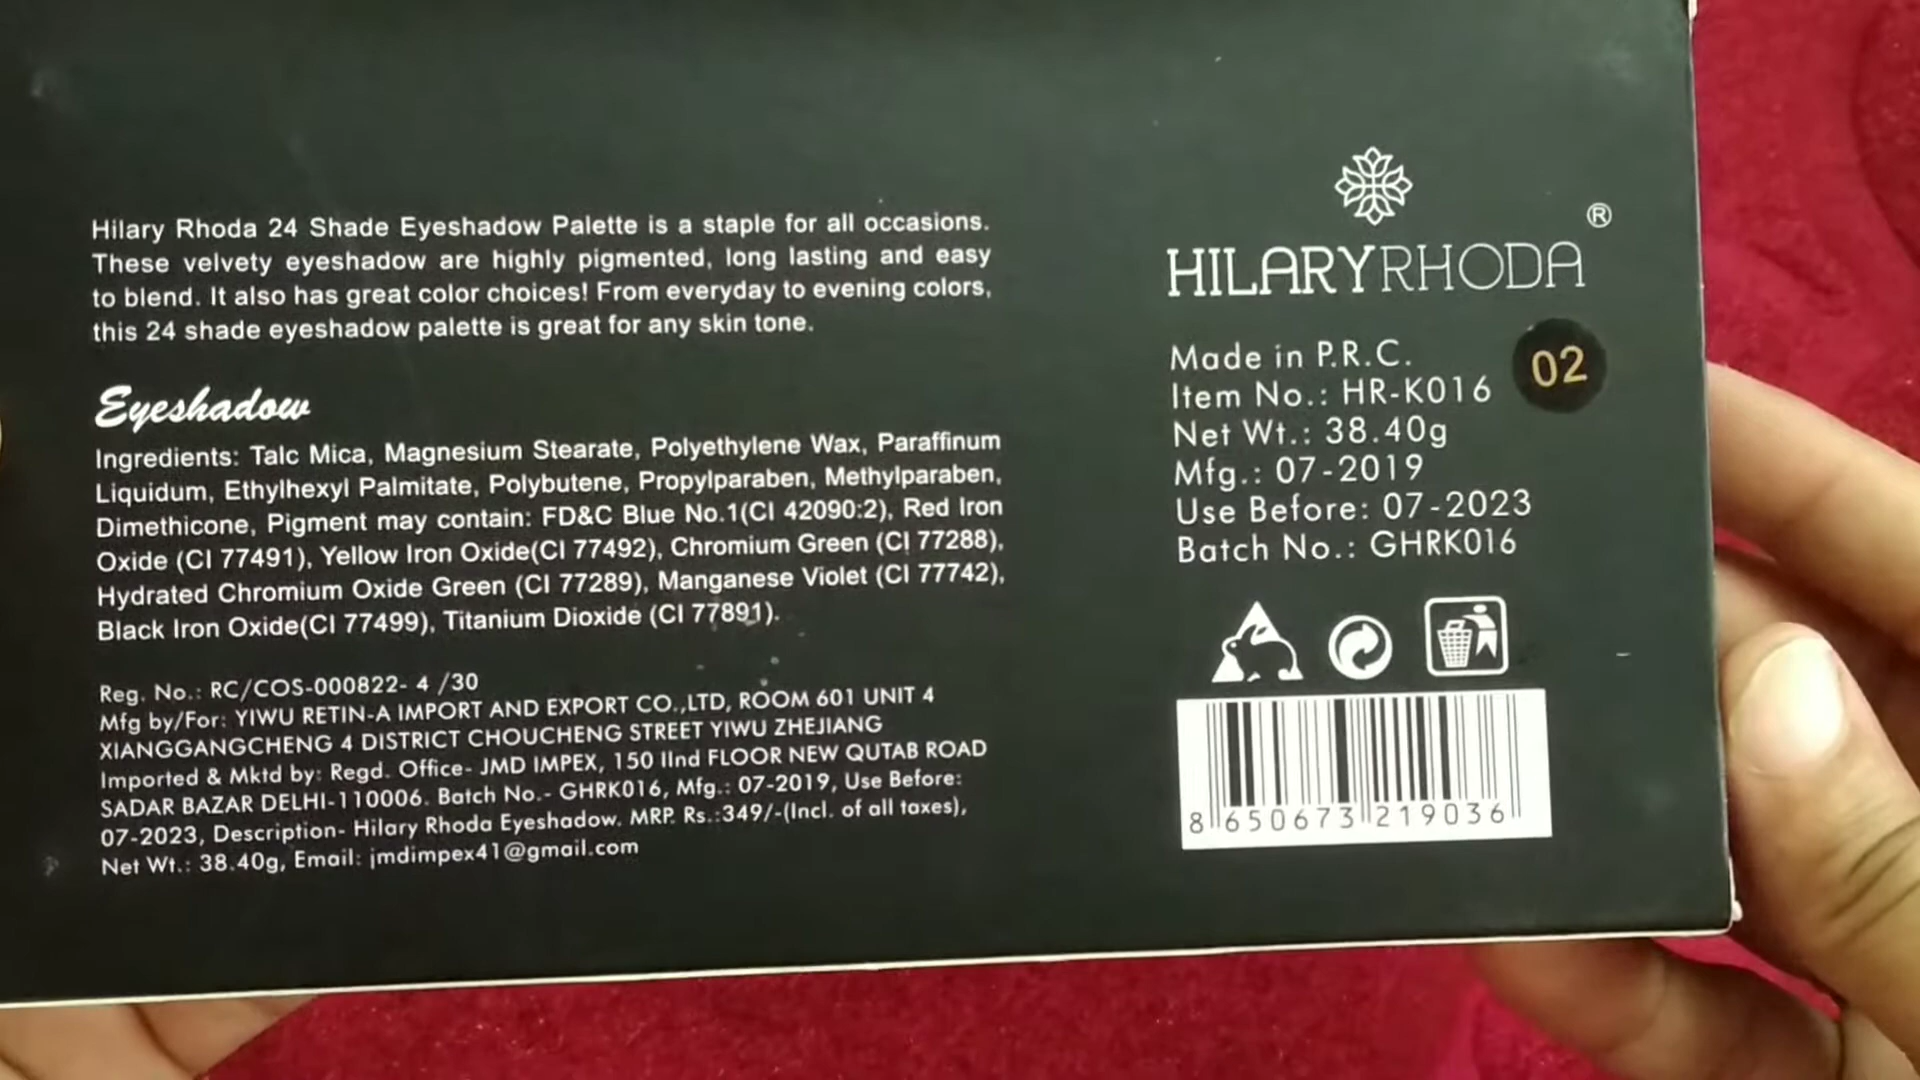 Hilary Rhoda 24 Shade Eyeshadow Palette is a staple for all occasions.
These velvety eyeshadow are highly pigmented, long lasting and easy
to blend. It also has great color choices! From everyday to evening colors,
this 24 shade eyeshadow palette is great for any skin tone.
Eyeshadow
Ingredients: Talc Mica, Magnesium Stearate, Polyethylene Wax, Paraffinum
Liquidum, Ethylhexyl Palmitate, Polybutene, Propylparaben, Methylparaben,
Dimethicone, Pigment may contain: FD&C Blue No.1(CI 42090:2), Red Iron
Oxide (CI 77491), Yellow Iron Oxide(CI 77492), Chromium Green (CI 77288),
Hydrated Chromium Oxide Green (CI 77289), Manganese Violet (CI 77742),
Black Iron Oxide(CI 77499), Titanium Dioxide (CI 77891).
Reg. No.: RC/COS-000822- 4 /30
Mfg by/For: YIWU RETIN-A IMPORT AND EXPORT CO.,LTD, ROOM 601 UNIT 4
XIANGGANGCHENG 4 DISTRICT CHOUCHENG STREET YIWU ZHEJIANG
Imported & Mktd by: Regd. Office- JMD IMPEX, 150 IInd FLOOR NEW QUTAB ROAD
SADAR BAZAR DELHI-110006. Batch No.- GHRK016, Mfg.: 07-2019, Use Before:
07-2023, Description- Hilary Rhoda Eyeshadow. MRP. Rs.:349/-(Incl. of all taxes),
Net Wt.: 38.40g, Email: jmdimpex41@gmail.com
HILARYRHODA ®
Made in P.R.C.
02
Item No.: HR-K016
Net Wt.: 38.40g
Mfg.: 07-2019
Use Before: 07-2023
Batch No.: GHRK016
8 650673 219036